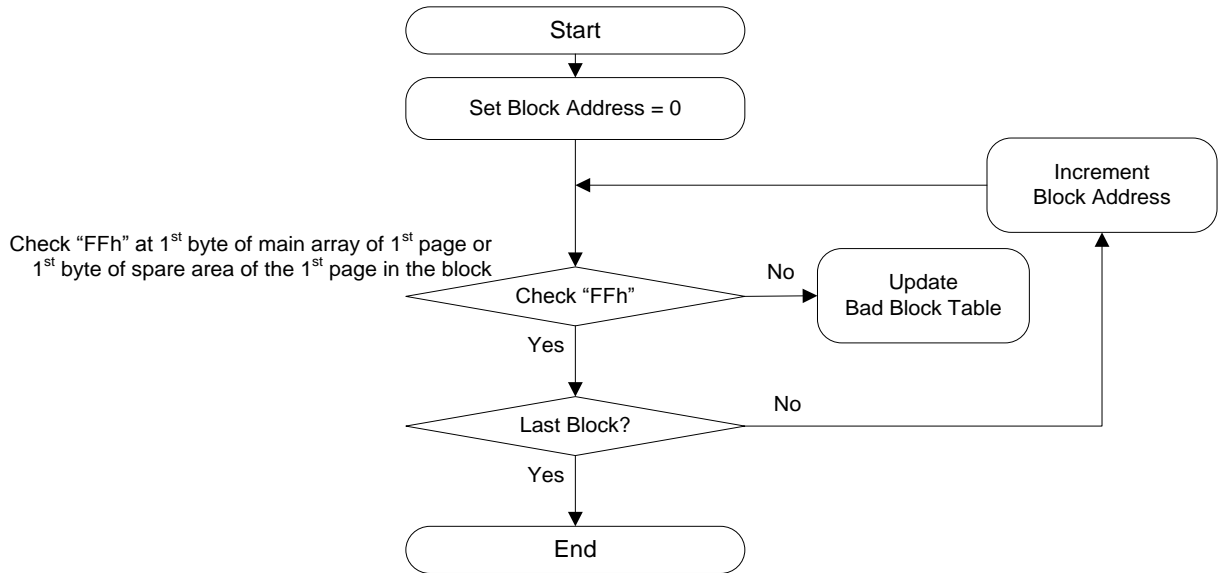 Start
Set Block Address = 0
Increment
Block Address
Check “FFh” at 1st byte of main array of 1st page or
1st byte of spare area of the 1st page in the block
Check “FFh”
No
Update
Bad Block Table
Yes
Last Block?
No
Yes
End